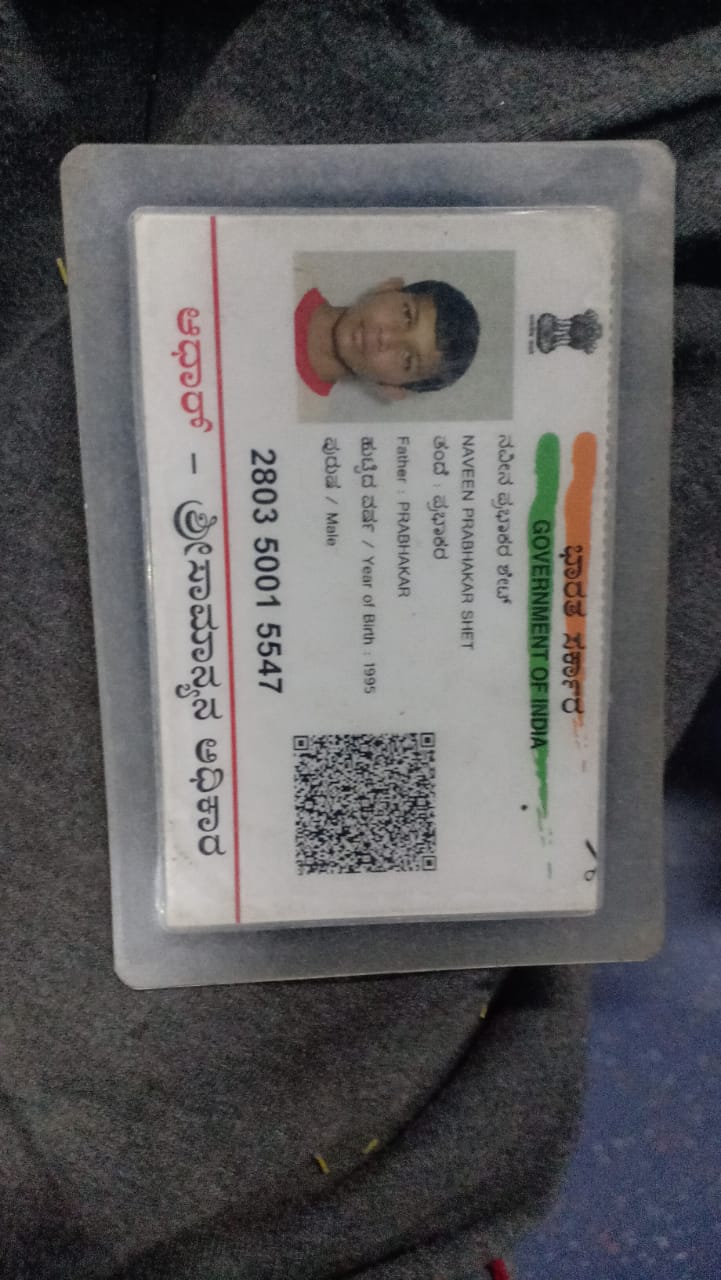 ಭಾರತ ಸರ್ಕಾರ
GOVERNMENT OF INDIA
ನವೀನ ಪ್ರಭಾಕರ ಶೇಟ್
NAVEEN PRABHAKAR SHET
ತಂದೆ : ಪ್ರಭಾಕರ
Father : PRABHAKAR
ಹುಟ್ಟಿದ ವರ್ಷ / Year of Birth : 1995
ಪುರುಷ / Male
2803 5001 5547
ಆಧಾರ್ – ಶ್ರೀಸಾಮಾನ್ಯನ ಅಧಿಕಾರ